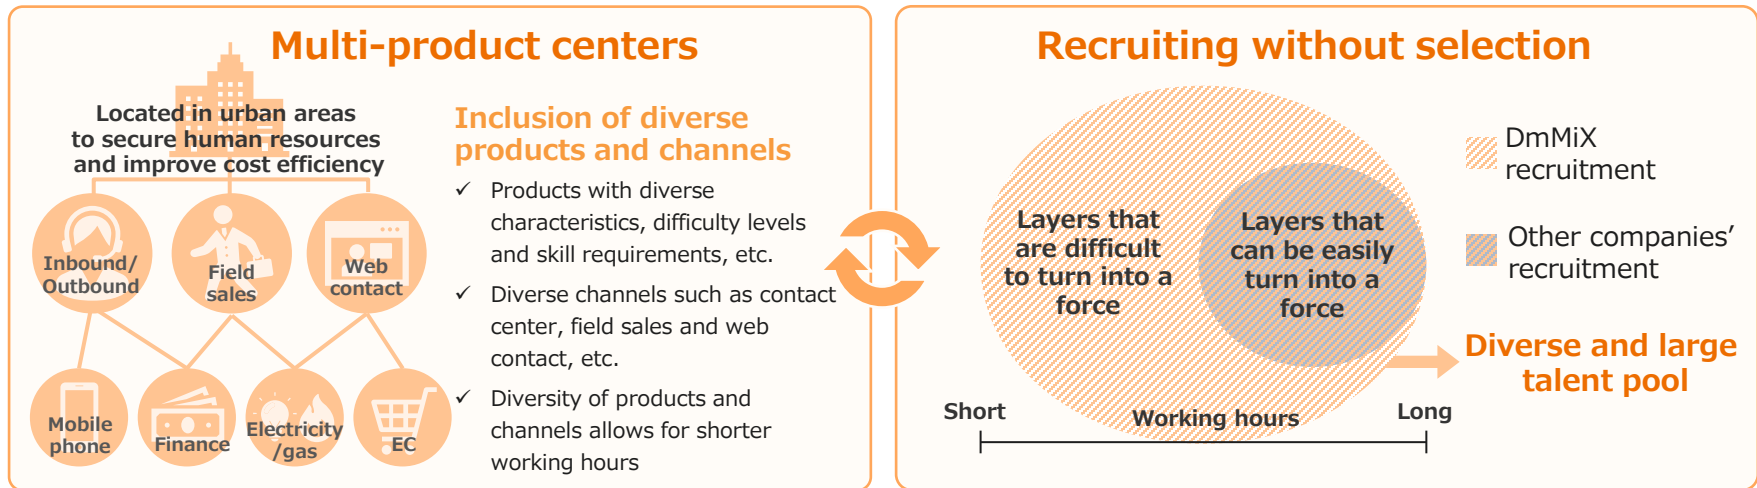 Multi-product centers
Located in urban areas
to secure human resources
and improve cost efficiency
Inbound/
Outbound
Field
sales
Web
contact
Mobile
phone
Finance
Electricity
/gas
EC
Inclusion of diverse
products and channels
✓ Products with diverse
characteristics, difficulty levels
and skill requirements, etc.
✓ Diverse channels such as contact
center, field sales and web
contact, etc.
✓ Diversity of products and
channels allows for shorter
working hours
Recruiting without selection
Layers that
are difficult
to turn into a
force
Layers that
can be easily
turn into a
force
DmMiX
recruitment
Other companies’
recruitment
Diverse and large
talent pool
Short
Working hours
Long